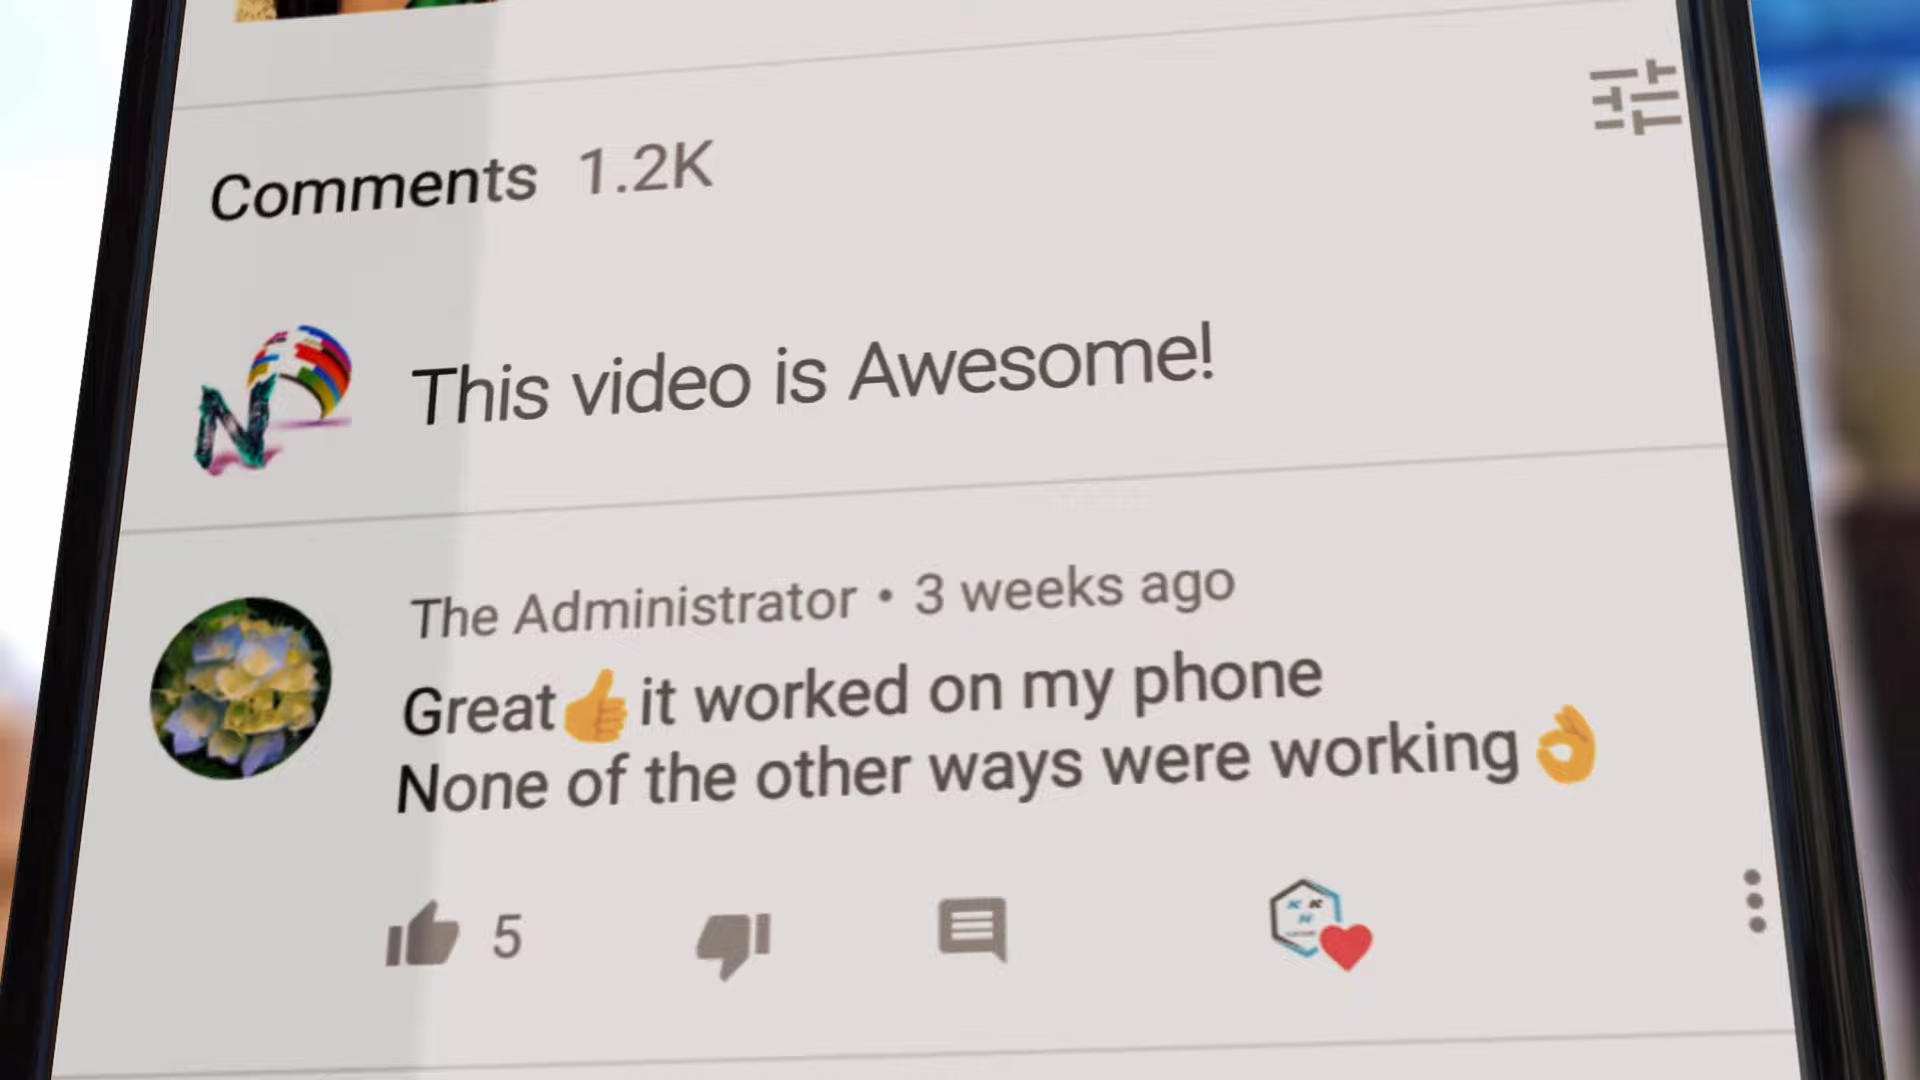 Comments 1.2K
This video is Awesome!
The Administrator • 3 weeks ago
Great👍it worked on my phone
None of the other ways were working👌
5